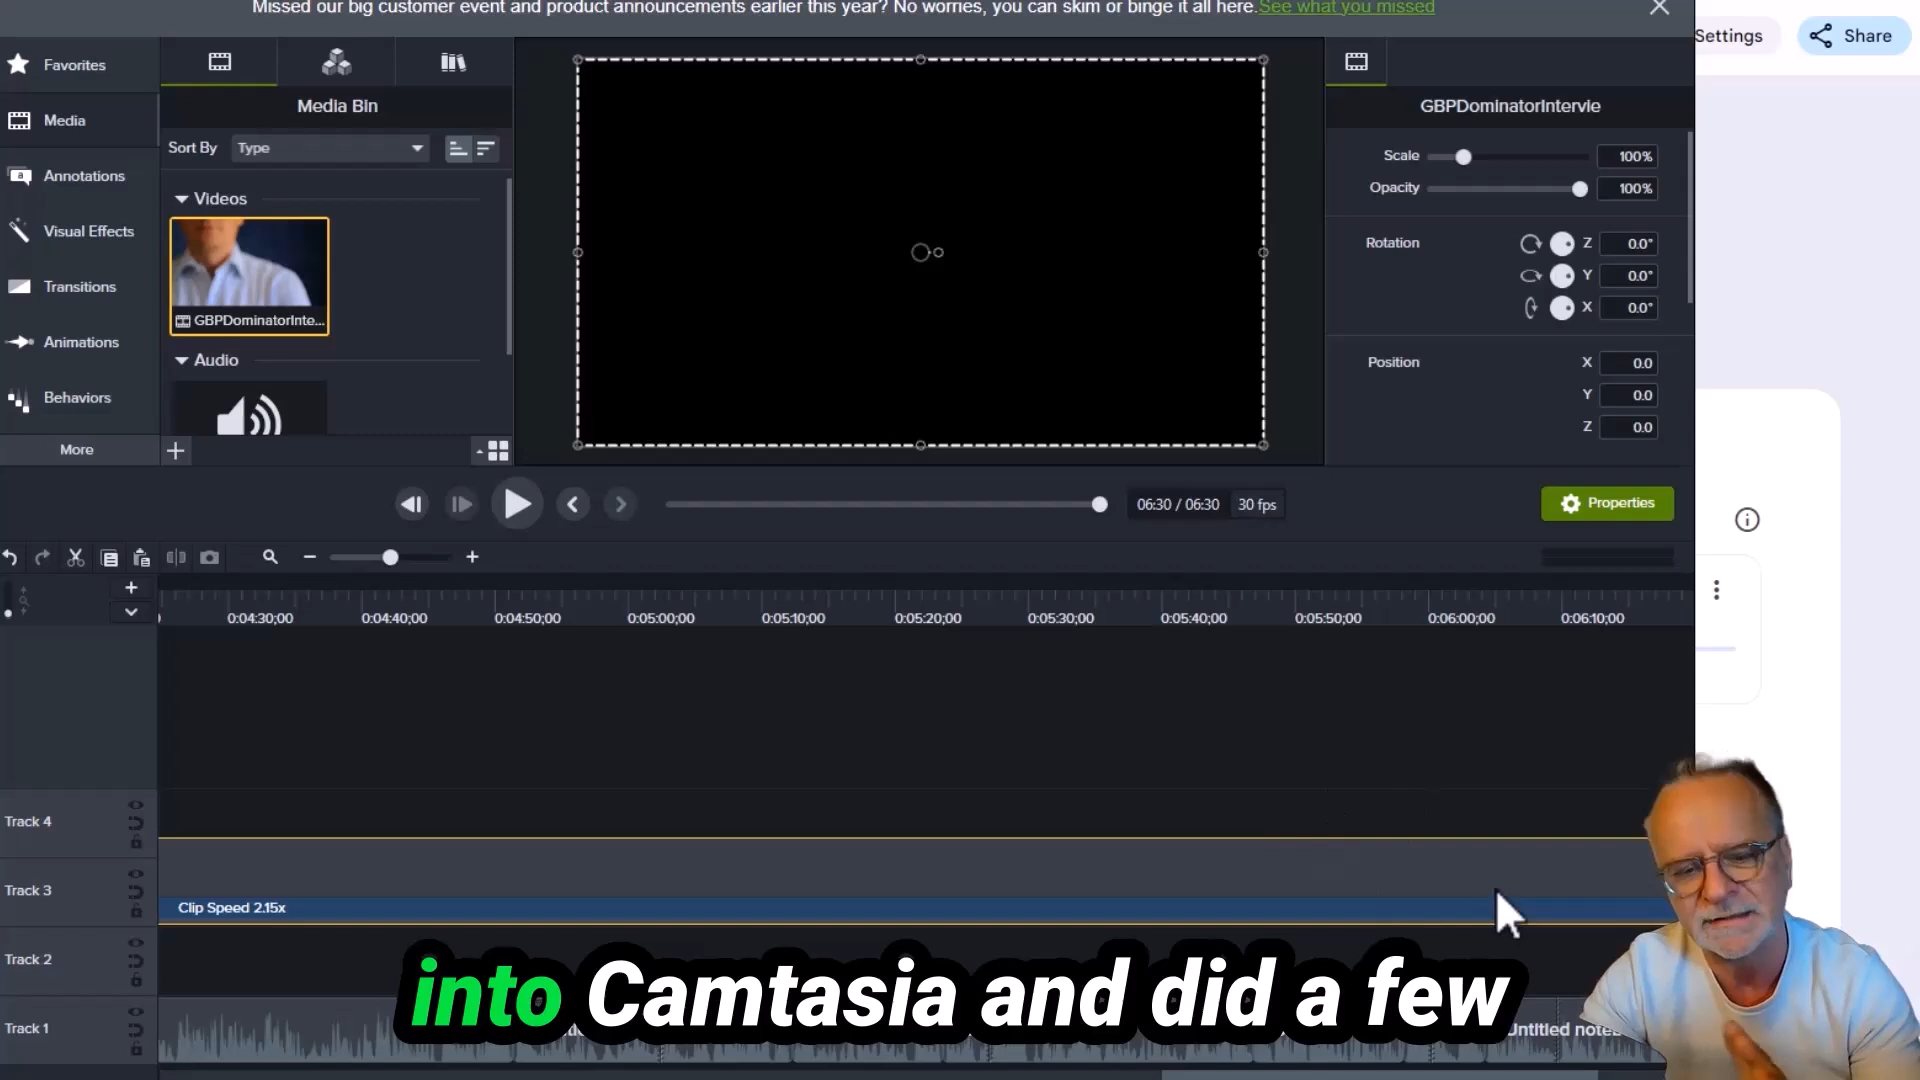 Missed our big customer event and product announcements earlier this year? No worries, you can skim or binge it all here. See what you missed
Settings
Share
Favorites
Media
Annotations
Visual Effects
Transitions
Animations
Behaviors
More
Media Bin
Sort By
Type
Videos
GBPDominatorInte...
Audio
GBPDominatorIntervie
Scale
100%
Opacity
100%
Rotation
Z
0.0°
Y
0.0°
X
0.0°
Position
X
0.0
Y
0.0
Z
0.0
06:30 / 06:30
30 fps
Properties
0:04:30;00
0:04:40;00
0:04:50;00
0:05:00;00
0:05:10;00
0:05:20;00
0:05:30;00
0:05:40;00
0:05:50;00
0:06:00;00
0:06:10;00
Track 4
Track 3
Clip Speed 2.15x
Track 2
into Camtasia and did a few
Track 1
Untitled note